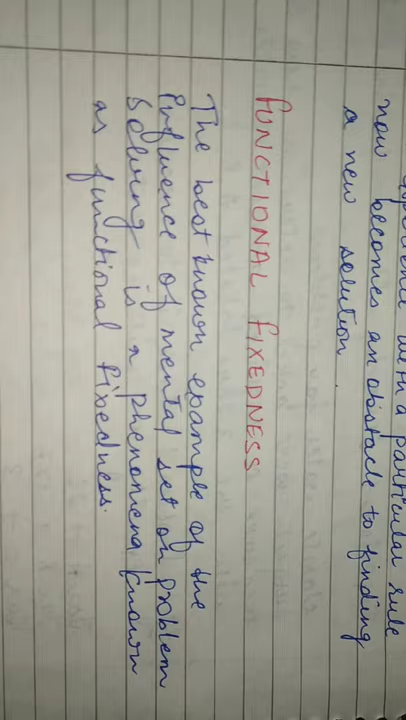 with a particular rule
now becomes an obstacle to finding
a new solution.
FUNCTIONAL FIXEDNESS
The best known example of the
influence of mental set on problem
solving is a phenomena known
as functional fixedness.